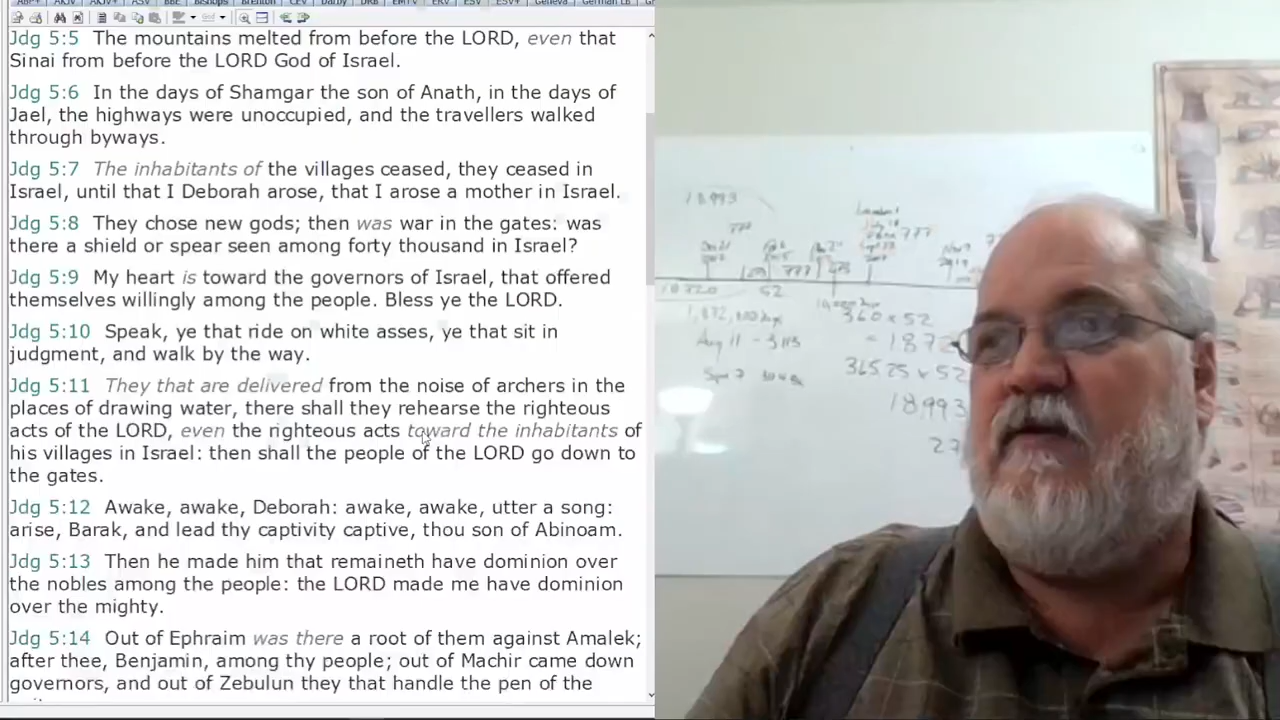 Jdg 5:5 The mountains melted from before the LORD, even that
Sinai from before the LORD God of Israel.
Jdg 5:6 In the days of Shamgar the son of Anath, in the days of
Jael, the highways were unoccupied, and the travellers walked
through byways.
Jdg 5:7 The inhabitants of the villages ceased, they ceased in
Israel, until that I Deborah arose, that I arose a mother in Israel.
Jdg 5:8 They chose new gods; then was war in the gates: was
there a shield or spear seen among forty thousand in Israel?
Jdg 5:9 My heart is toward the governors of Israel, that offered
themselves willingly among the people. Bless ye the LORD.
Jdg 5:10 Speak, ye that ride on white asses, ye that sit in
judgment, and walk by the way.
Jdg 5:11 They that are delivered from the noise of archers in the
places of drawing water, there shall they rehearse the righteous
acts of the LORD, even the righteous acts toward the inhabitants of
his villages in Israel: then shall the people of the LORD go down to
the gates.
Jdg 5:12 Awake, awake, Deborah: awake, awake, utter a song:
arise, Barak, and lead thy captivity captive, thou son of Abinoam.
Jdg 5:13 Then he made him that remaineth have dominion over
the nobles among the people: the LORD made me have dominion
over the mighty.
Jdg 5:14 Out of Ephraim was there a root of them against Amalek;
after thee, Benjamin, among thy people; out of Machir came down
governors, and out of Zebulun they that handle the pen of the
18,993
777
777
777
18720
52
360 x 52
= 1872
Aug 11 - 3113
365.25 x 52
18,993
27